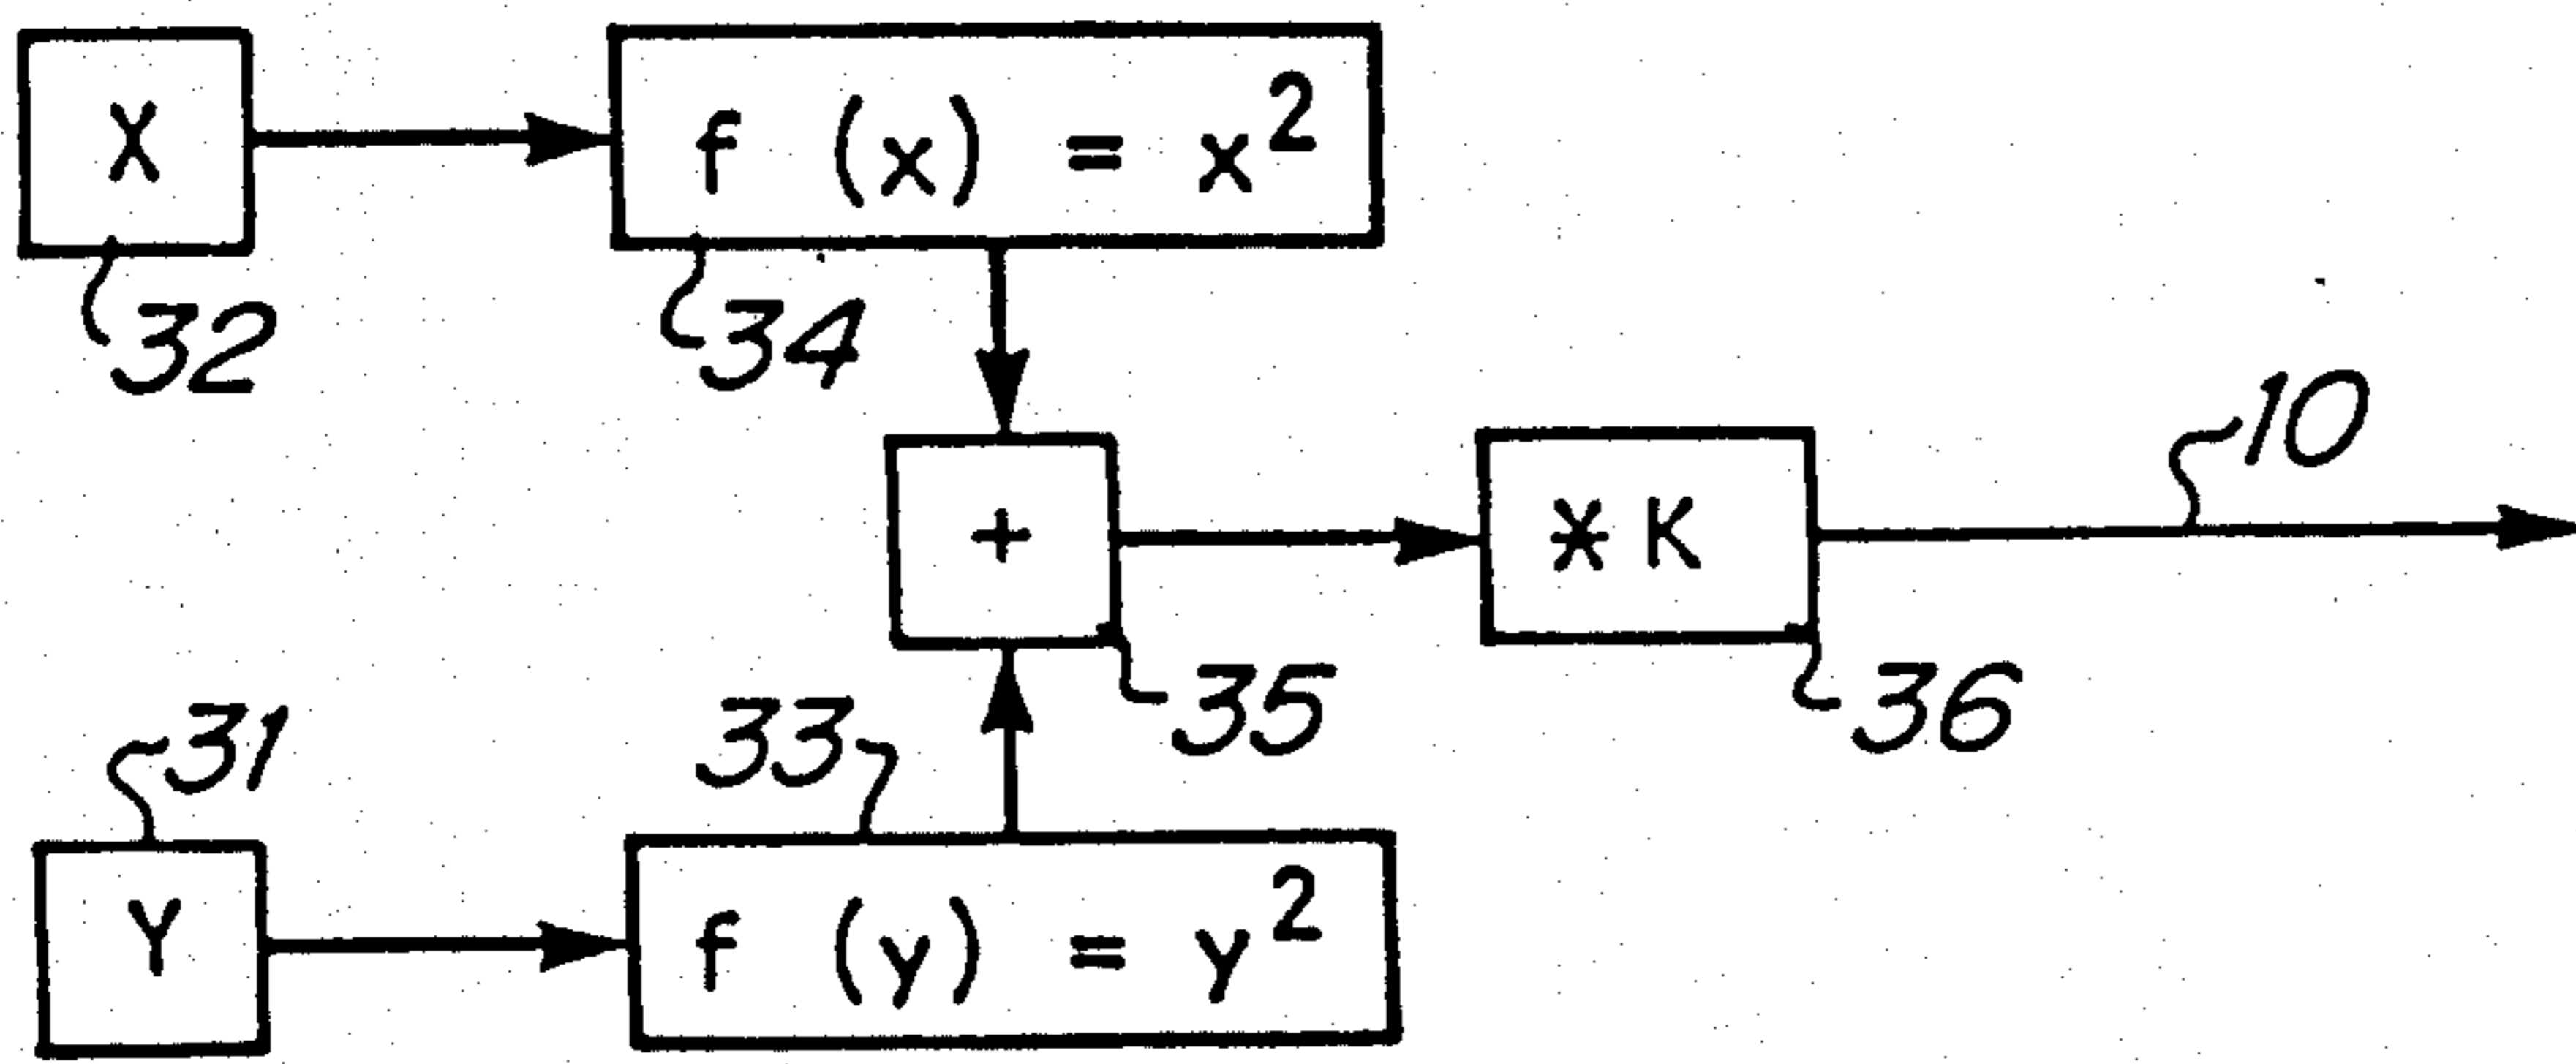 X
f (x) = x²
32
34
10
+
* K
35
36
31
33
Y
f (y) = y²